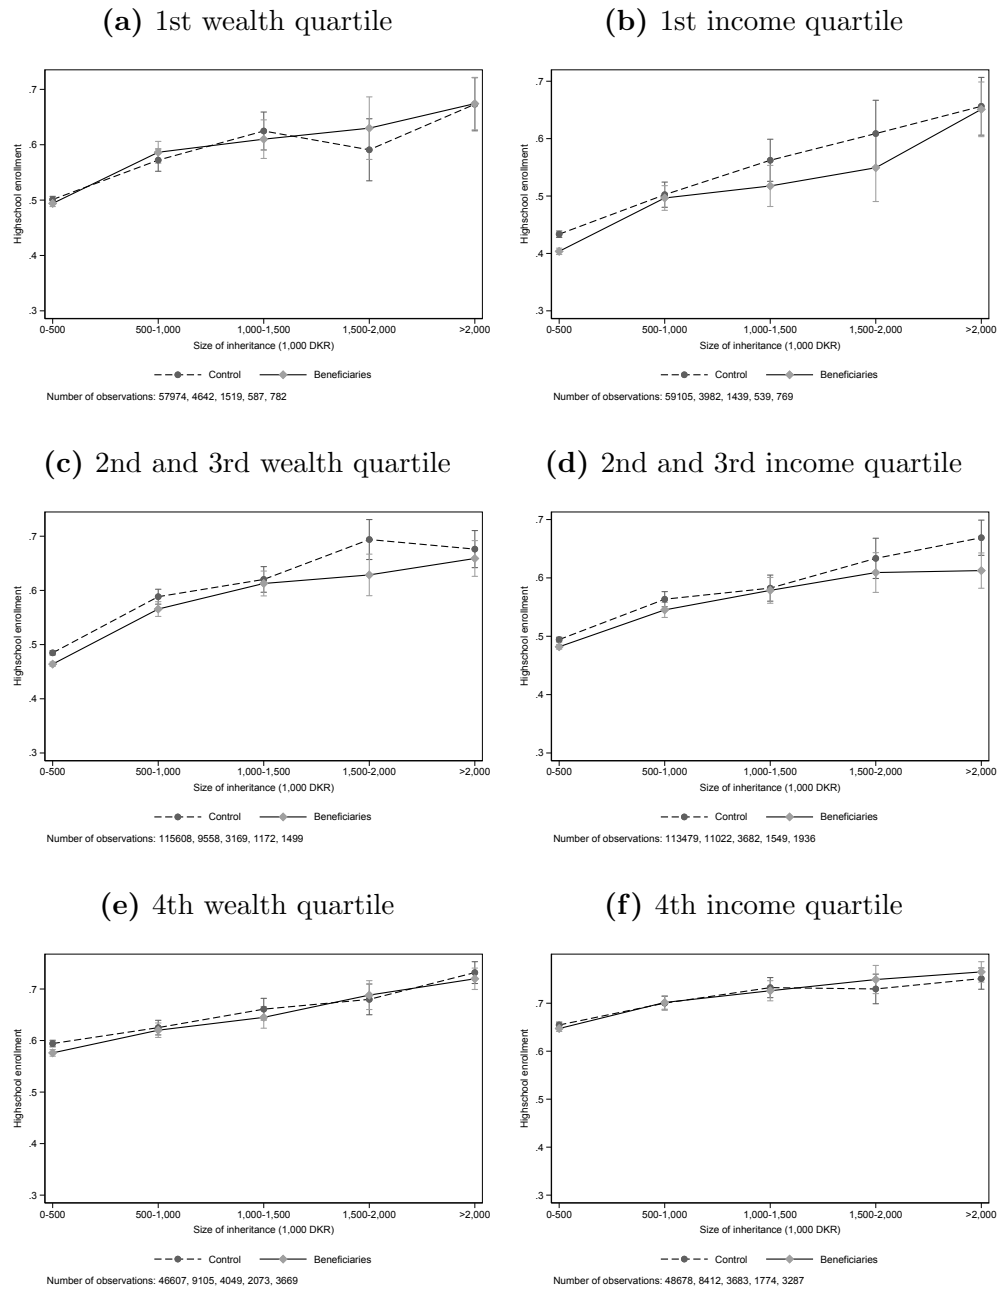 (a) 1st wealth quartile
.7
.6
.5
.4
.3
Highschool enrollment
0-500 500-1,000 1,000-1,500 1,500-2,000 >2,000
Size of inheritance (1,000 DKR)
Control Beneficiaries
Number of observations: 57974, 4642, 1519, 587, 782
(b) 1st income quartile
.7
.6
.5
.4
.3
Highschool enrollment
0-500 500-1,000 1,000-1,500 1,500-2,000 >2,000
Size of inheritance (1,000 DKR)
Control Beneficiaries
Number of observations: 59105, 3982, 1439, 539, 769
(c) 2nd and 3rd wealth quartile
.7
.6
.5
.4
.3
Highschool enrollment
0-500 500-1,000 1,000-1,500 1,500-2,000 >2,000
Size of inheritance (1,000 DKR)
Control Beneficiaries
Number of observations: 115608, 9558, 3169, 1172, 1499
(d) 2nd and 3rd income quartile
.7
.6
.5
.4
.3
Highschool enrollment
0-500 500-1,000 1,000-1,500 1,500-2,000 >2,000
Size of inheritance (1,000 DKR)
Control Beneficiaries
Number of observations: 113479, 11022, 3682, 1549, 1936
(e) 4th wealth quartile
.7
.6
.5
.4
.3
Highschool enrollment
0-500 500-1,000 1,000-1,500 1,500-2,000 >2,000
Size of inheritance (1,000 DKR)
Control Beneficiaries
Number of observations: 46607, 9105, 4049, 2073, 3669
(f) 4th income quartile
.7
.6
.5
.4
.3
Highschool enrollment
0-500 500-1,000 1,000-1,500 1,500-2,000 >2,000
Size of inheritance (1,000 DKR)
Control Beneficiaries
Number of observations: 48678, 8412, 3683, 1774, 3287